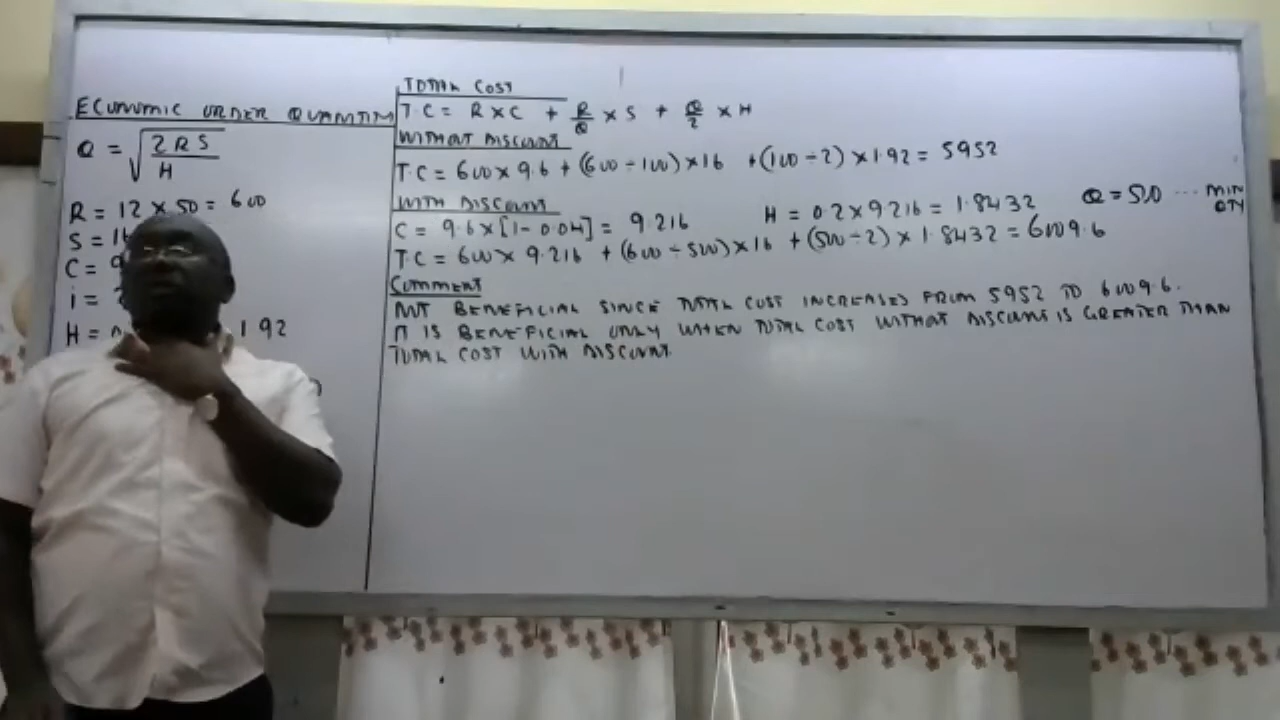 ECONOMIC ORDER QUANTITY
Q = √2RS/H
R = 12 × 50 = 600
S = 1
C = 9
i =
H = 1.92
TOTAL COST
T.C = R×C + R/Q × S + Q/2 × H
WITHOUT DISCOUNT
T.C = 600 × 9.6 + (600 ÷ 100) × 16 + (100 ÷ 2) × 1.92 = 5952
WITH DISCOUNT
C = 9.6 × [1 - 0.04] = 9.216 H = 0.2 × 9.216 = 1.8432 Q = 500 ... MIN QTY
T.C = 600 × 9.216 + (600 ÷ 500) × 16 + (500 ÷ 2) × 1.8432 = 6009.6
COMMENT
NOT BENEFICIAL SINCE TOTAL COST INCREASES FROM 5952 TO 6009.6.
IT IS BENEFICIAL ONLY WHEN TOTAL COST WITHOUT DISCOUNT IS GREATER THAN
TOTAL COST WITH DISCOUNT